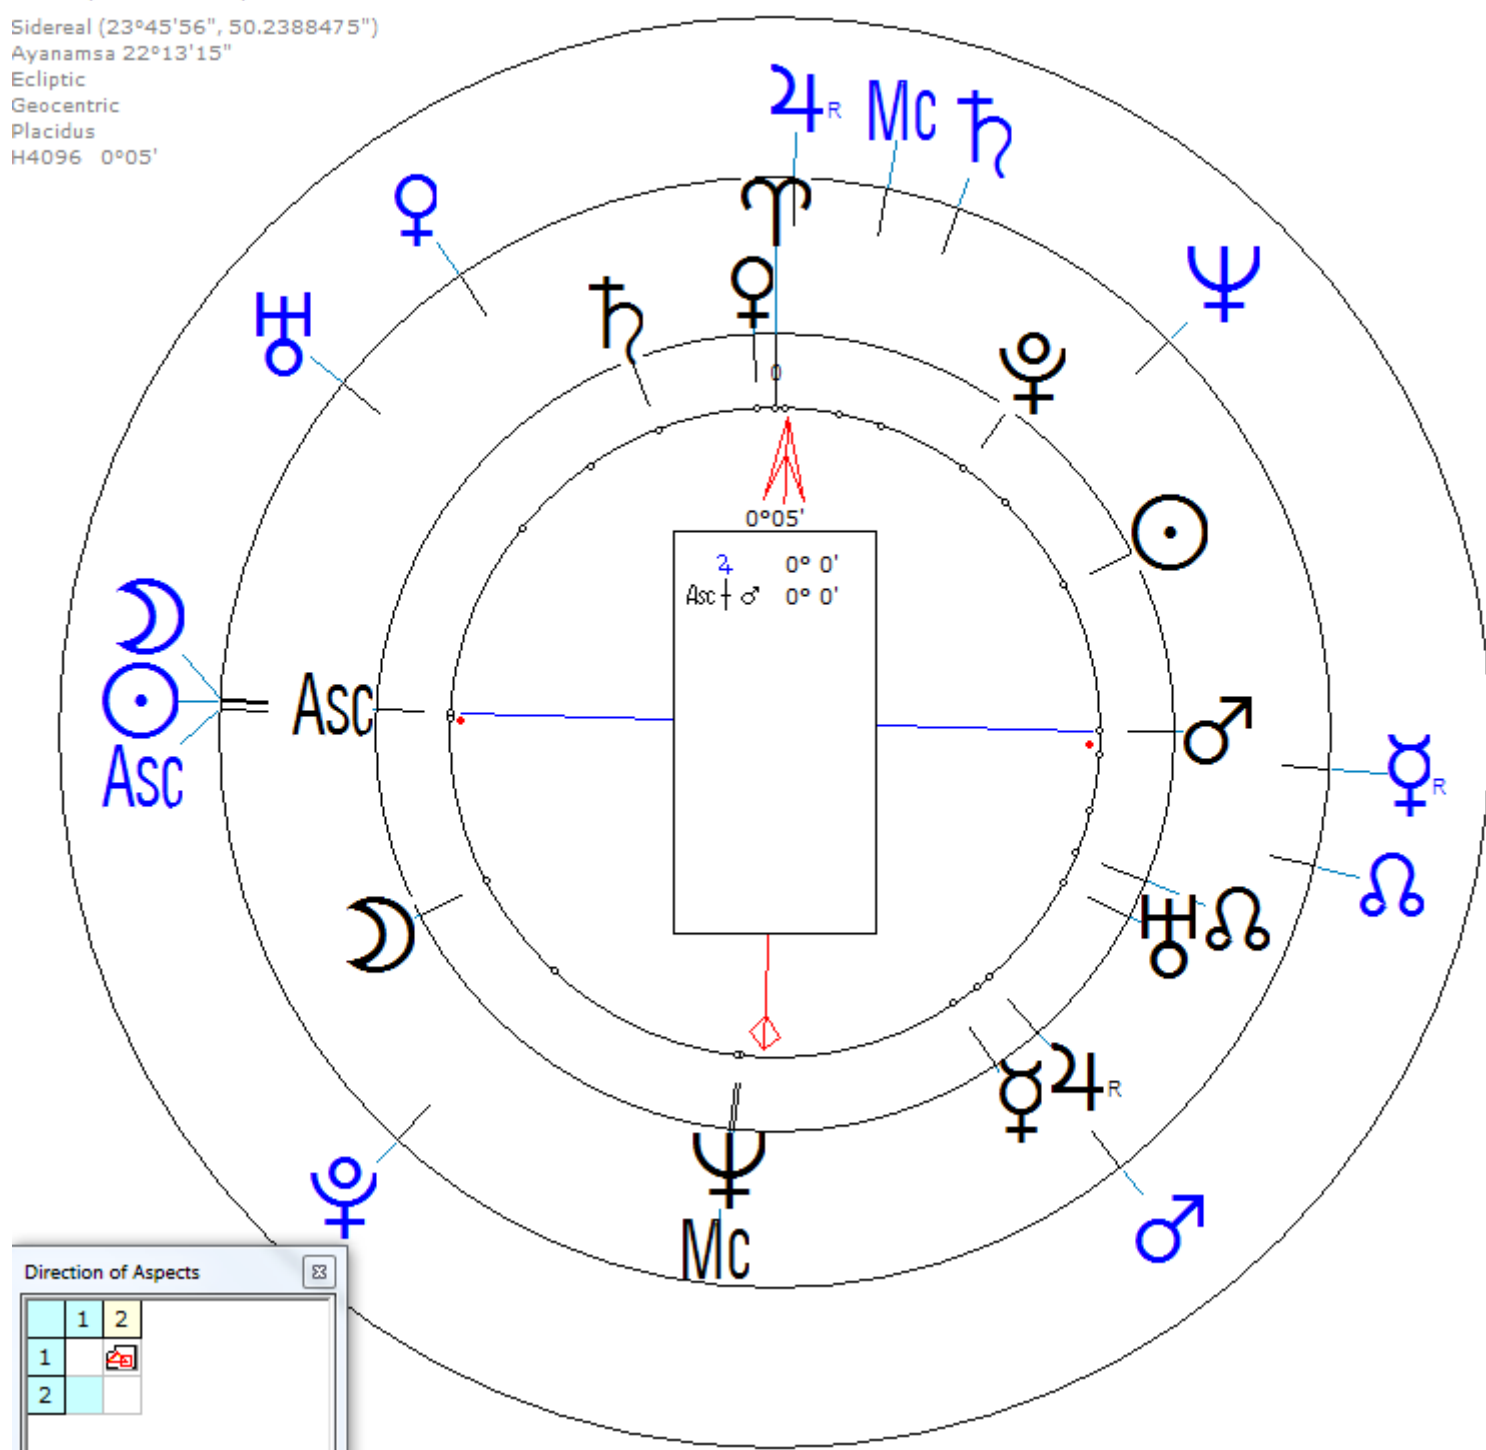 Sidereal (23°45'56", 50.2388475")
Ayanamsa 22°13'15"
Ecliptic
Geocentric
Placidus
H4096 0°05'
♃ R Mc ♄
♀ ♈
♅ ♄ ♀ ♆
0 ♇
0°05'
☉
♃ 0° 0'
Asc ♂ 0° 0'
☽
☉ Asc ♂
Asc ☿ R
☊
☽ ♅ ☊
☿ ♃ R
♇ ♆
Mc ♂
Direction of Aspects
1 2
1
2